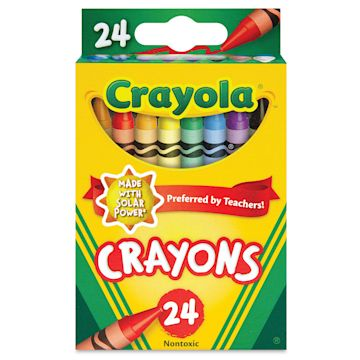 24
Crayola
MADE
WITH
SOLAR
POWER*
Preferred by Teachers!
CRAYONS
24
Nontoxic